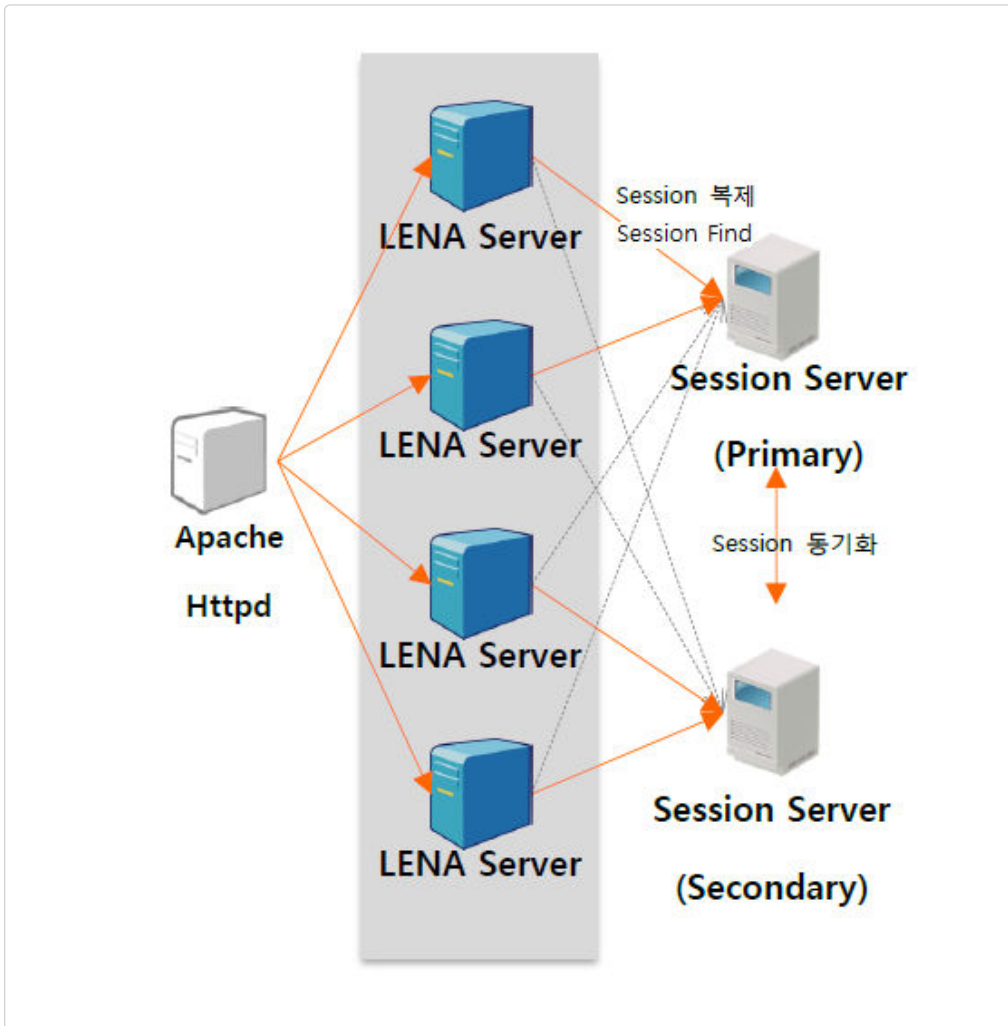 LENA Server
Session 복제
Session Find
LENA Server
Session Server
(Primary)
Apache
Httpd
Session 동기화
LENA Server
LENA Server
Session Server
(Secondary)